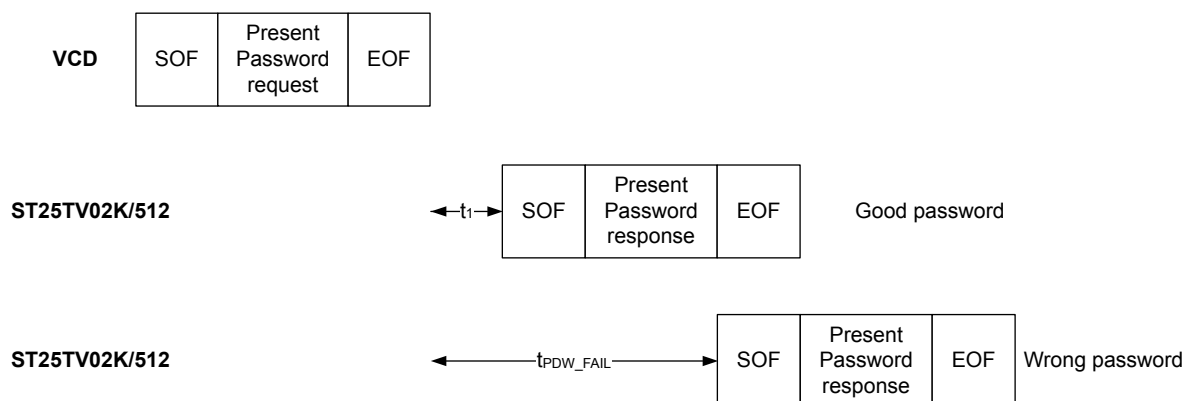 VCD
SOF
Present
Password
request
EOF
ST25TV02K/512
t1
SOF
Present
Password
response
EOF
Good password
ST25TV02K/512
tPDW_FAIL
SOF
Present
Password
response
EOF
Wrong password